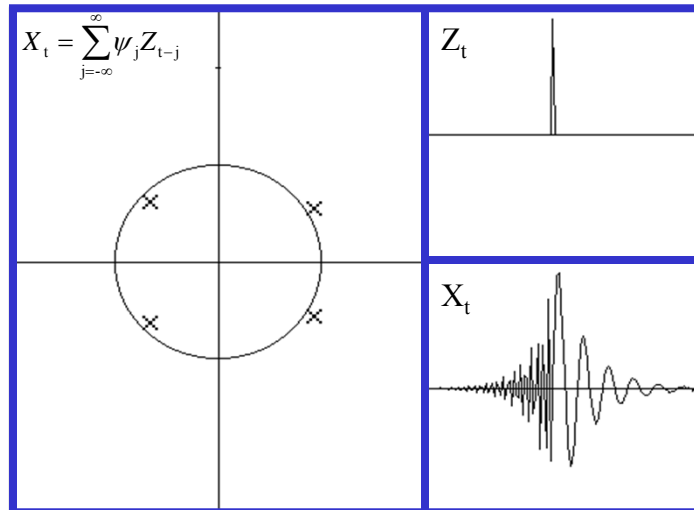 X_t = ∑_{j=-∞}^{∞} ψ_j Z_{t-j}
Z_t
X_t